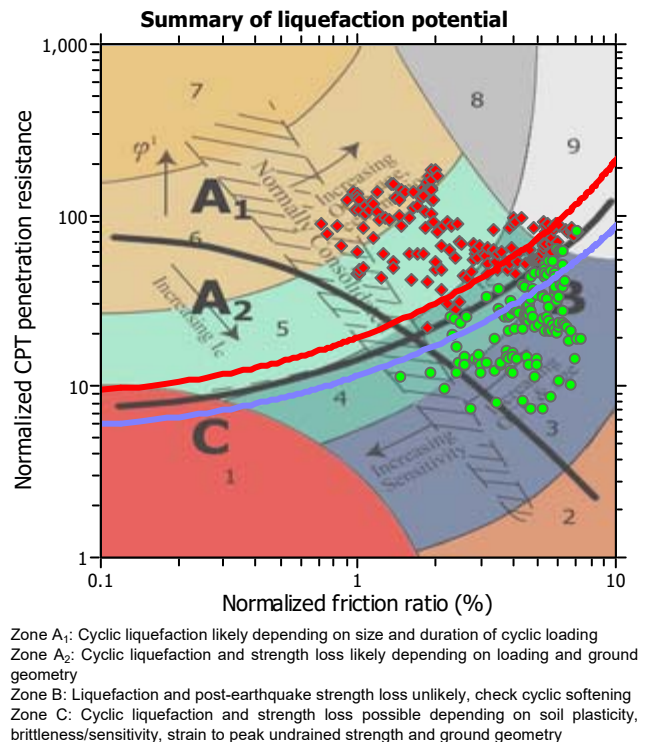 Summary of liquefaction potential
1,000
100
10
1
Normalized CPT penetration resistance
7
8
9
φ'
A1
6
A2
5
B
4
C
3
1
2
Increasing
Normally Consolidated
Increasing Ic
Increasing
Increasing
Sensitivity
0.1
1
10
Normalized friction ratio (%)
Zone A1: Cyclic liquefaction likely depending on size and duration of cyclic loading
Zone A2: Cyclic liquefaction and strength loss likely depending on loading and ground
geometry
Zone B: Liquefaction and post-earthquake strength loss unlikely, check cyclic softening
Zone C: Cyclic liquefaction and strength loss possible depending on soil plasticity,
brittleness/sensitivity, strain to peak undrained strength and ground geometry